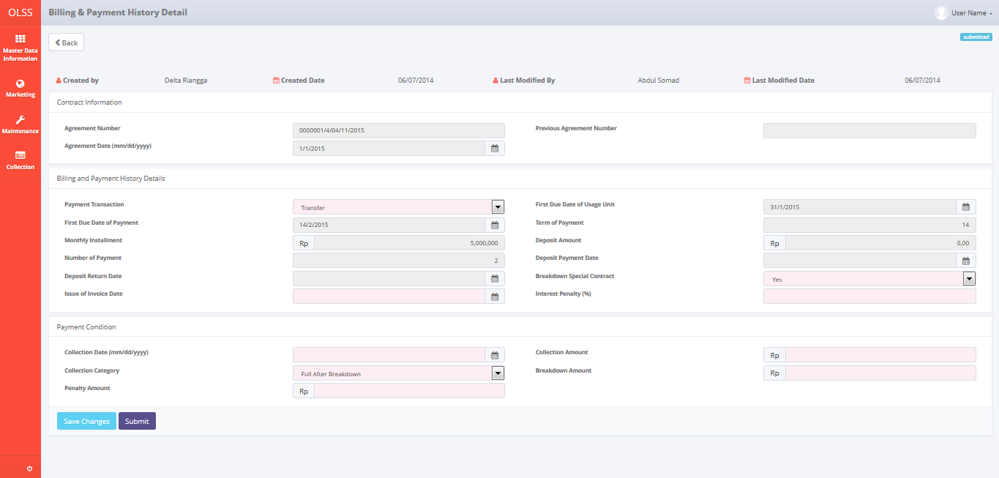 OLSS
Billing & Payment History Detail
User Name
Master Data
Information
Marketing
Maintenance
Collection
Back
submitted
Created by Delta Riangga Created Date 06/07/2014 Last Modified By Abdul Somad Last Modified Date 06/07/2014
Contract Information
Agreement Number 0000001/4/04/11/2015 Previous Agreement Number
Agreement Date (mm/dd/yyyy) 1/1/2015
Billing and Payment History Details
Payment Transaction Transfer First Due Date of Usage Unit 31/1/2015
First Due Date of Payment 14/2/2015 Term of Payment 14
Monthly Installment Rp 5,000,000 Deposit Amount Rp 0,00
Number of Payment 2 Deposit Payment Date
Deposit Return Date Breakdown Special Contract Yes
Issue of Invoice Date Interest Penalty (%)
Payment Condition
Collection Date (mm/dd/yyyy) Collection Amount Rp
Collection Category Full After Breakdown Breakdown Amount Rp
Penalty Amount Rp
Save Changes Submit